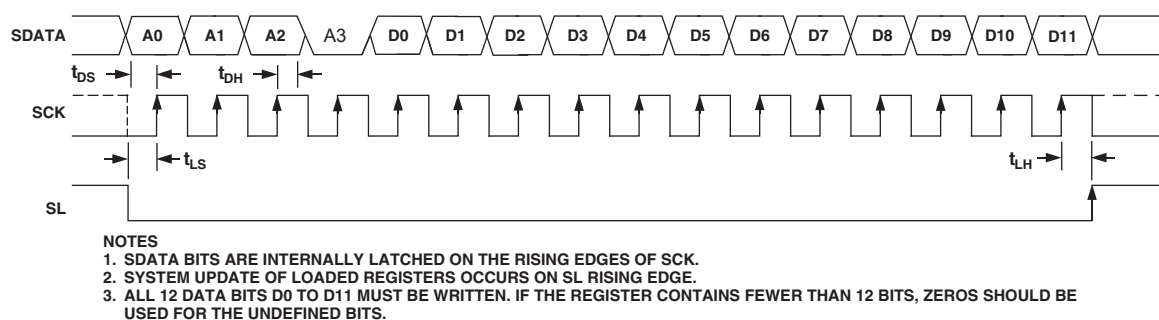 SDATA A0 A1 A2 A3 D0 D1 D2 D3 D4 D5 D6 D7 D8 D9 D10 D11
tDS tDH
SCK
tLS tLH
SL
NOTES
1. SDATA BITS ARE INTERNALLY LATCHED ON THE RISING EDGES OF SCK.
2. SYSTEM UPDATE OF LOADED REGISTERS OCCURS ON SL RISING EDGE.
3. ALL 12 DATA BITS D0 TO D11 MUST BE WRITTEN. IF THE REGISTER CONTAINS FEWER THAN 12 BITS, ZEROS SHOULD BE
USED FOR THE UNDEFINED BITS.